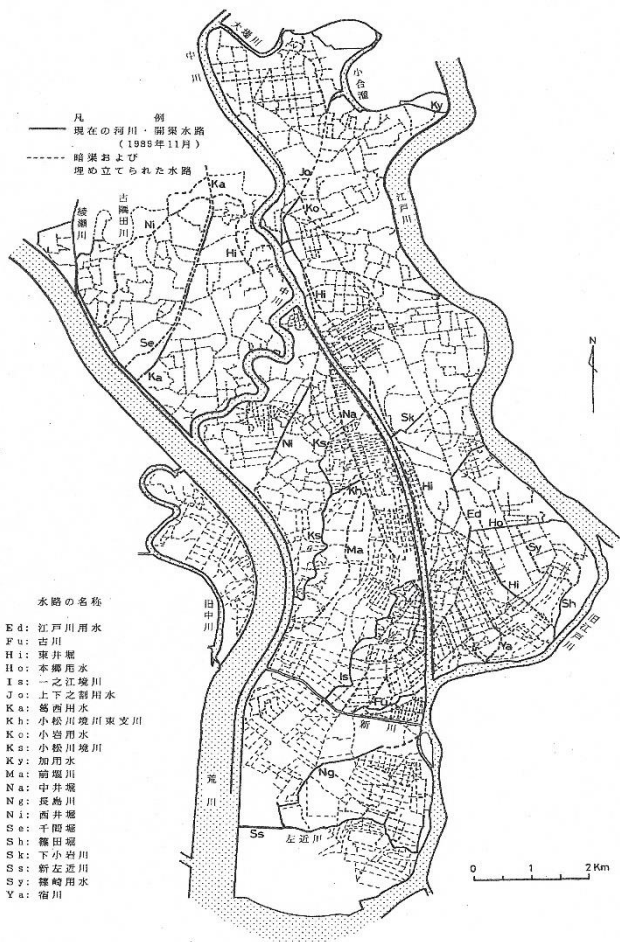 大堰川
中川
小合溜
Ky
凡 例
現在の河川・開渠水路
(1985年11月)
暗渠および
埋め立てられた水路
Jo
江戸川
Ka
Ko
綾瀬川
古隅田川
Ni
Hi
中川
Hi
Se
Ka
N
Na
Sk
Ni
Ks
Hi
Kh
Ed
Ho
Ks
Ma
Sy
Hi
Sh
旧中川
Ya
旧江戸川
Is
Fu
新川
荒川
Ng
Ss
左近川
0 1 2 Km
水路の名称
Ed: 江戸川用水
Fu: 古川
Hi: 東井堀
Ho: 本郷用水
Is: 一之江境川
Jo: 上下之割用水
Ka: 葛西用水
Kh: 小松川境川東支川
Ko: 小岩用水
Ks: 小松川境川
Ky: 加用水
Ma: 前堰川
Na: 中井堀
Ng: 長島川
Ni: 西井堀
Se: 千間堀
Sh: 篠田堀
Sk: 下小岩川
Ss: 新左近川
Sy: 篠崎用水
Ya: 宿川